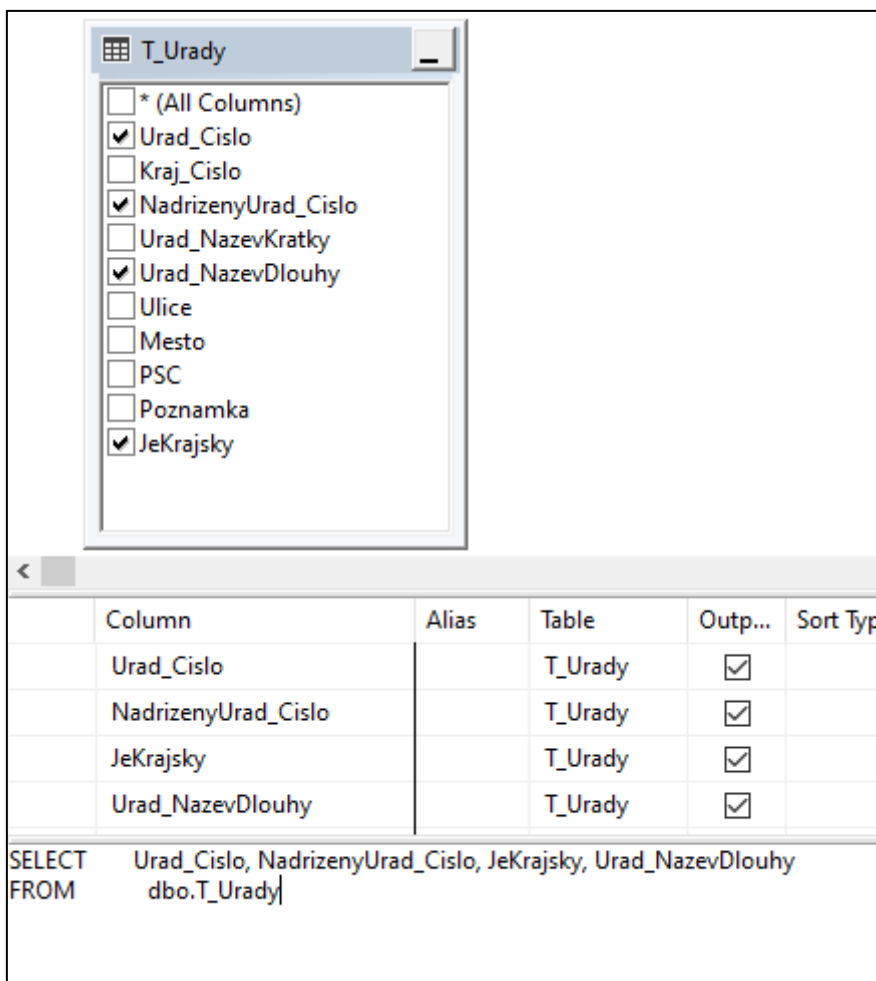 T_Urady
* (All Columns)
Urad_Cislo
Kraj_Cislo
NadrizenyUrad_Cislo
Urad_NazevKratky
Urad_NazevDlouhy
Ulice
Mesto
PSC
Poznamka
JeKrajsky
Column Alias Table Outp... Sort Typ
Urad_Cislo T_Urady
NadrizenyUrad_Cislo T_Urady
JeKrajsky T_Urady
Urad_NazevDlouhy T_Urady
SELECT Urad_Cislo, NadrizenyUrad_Cislo, JeKrajsky, Urad_NazevDlouhy
FROM dbo.T_Urady